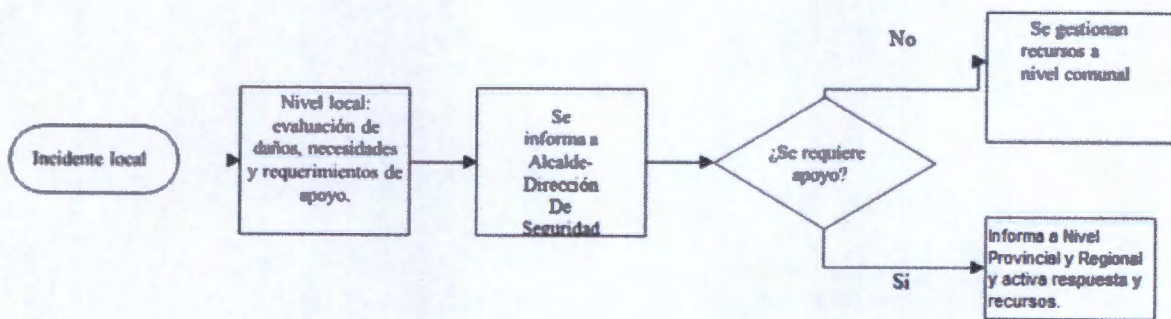 Incidente local
Nivel local:
evaluación de
daños, necesidades
y requerimientos de
apoyo.
Se
informa a
Alcalde-
Dirección
De
Seguridad
¿Se requiere
apoyo?
No
Se gestionan
recursos a
nivel comunal
Si
Informa a Nivel
Provincial y Regional
y activa respuesta y
recursos.